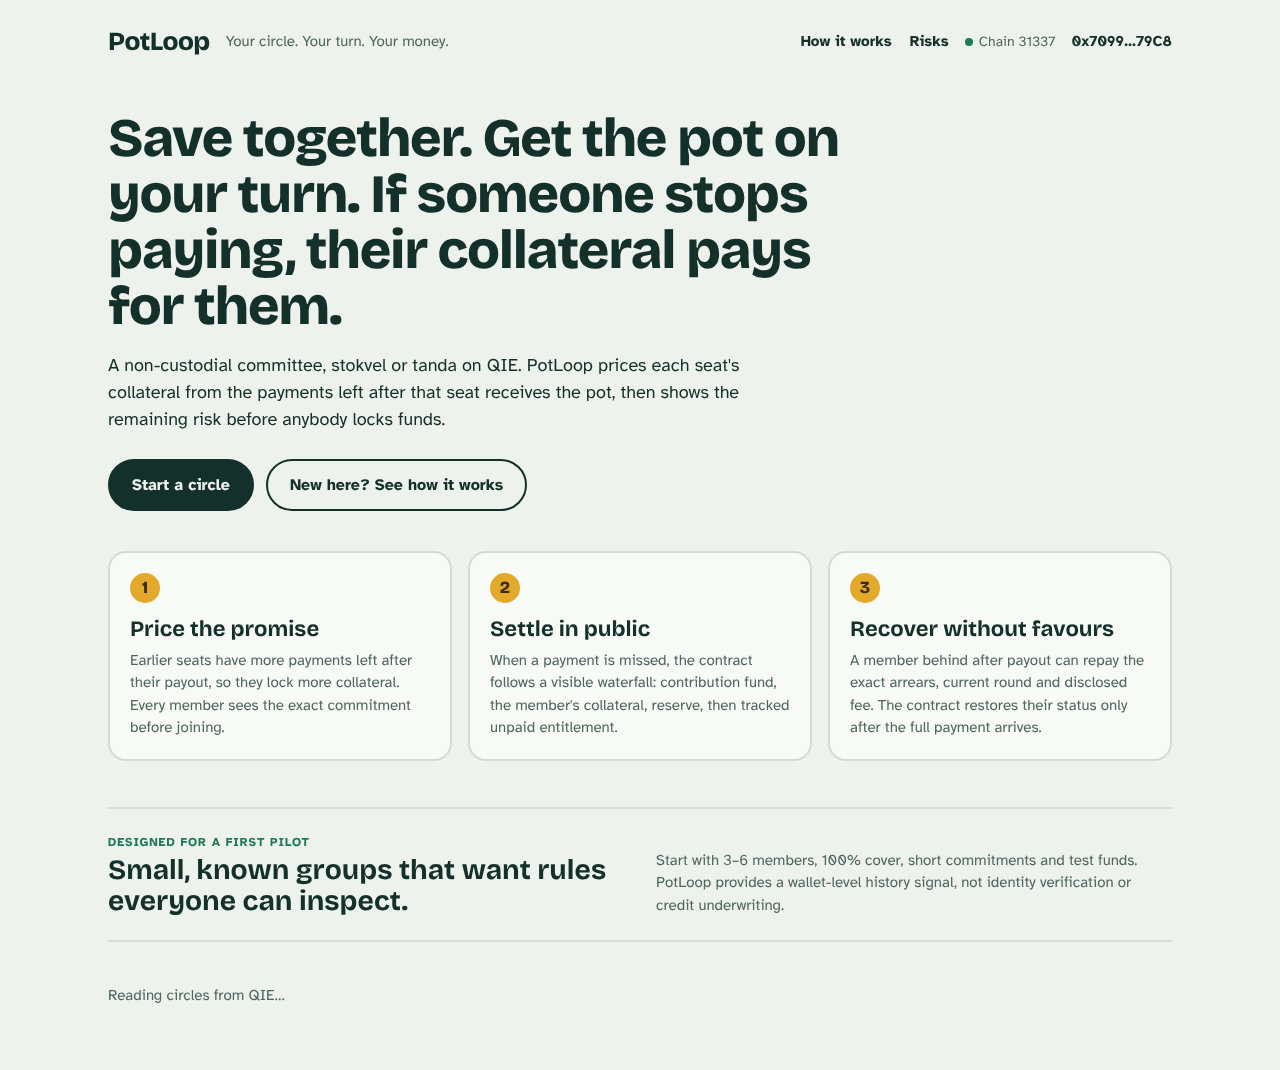 PotLoop
Your circle. Your turn. Your money.
How it works
Risks
Chain 31337
0x7099…79C8
Save together. Get the pot on
your turn. If someone stops
paying, their collateral pays
for them.
A non-custodial committee, stokvel or tanda on QIE. PotLoop prices each seat's
collateral from the payments left after that seat receives the pot, then shows the
remaining risk before anybody locks funds.
Start a circle
New here? See how it works
1
Price the promise
Earlier seats have more payments left after
their payout, so they lock more collateral.
Every member sees the exact commitment
before joining.
2
Settle in public
When a payment is missed, the contract
follows a visible waterfall: contribution fund,
the member's collateral, reserve, then tracked
unpaid entitlement.
3
Recover without favours
A member behind after payout can repay the
exact arrears, current round and disclosed
fee. The contract restores their status only
after the full payment arrives.
DESIGNED FOR A FIRST PILOT
Small, known groups that want rules
everyone can inspect.
Start with 3–6 members, 100% cover, short commitments and test funds.
PotLoop provides a wallet-level history signal, not identity verification or
credit underwriting.
Reading circles from QIE…